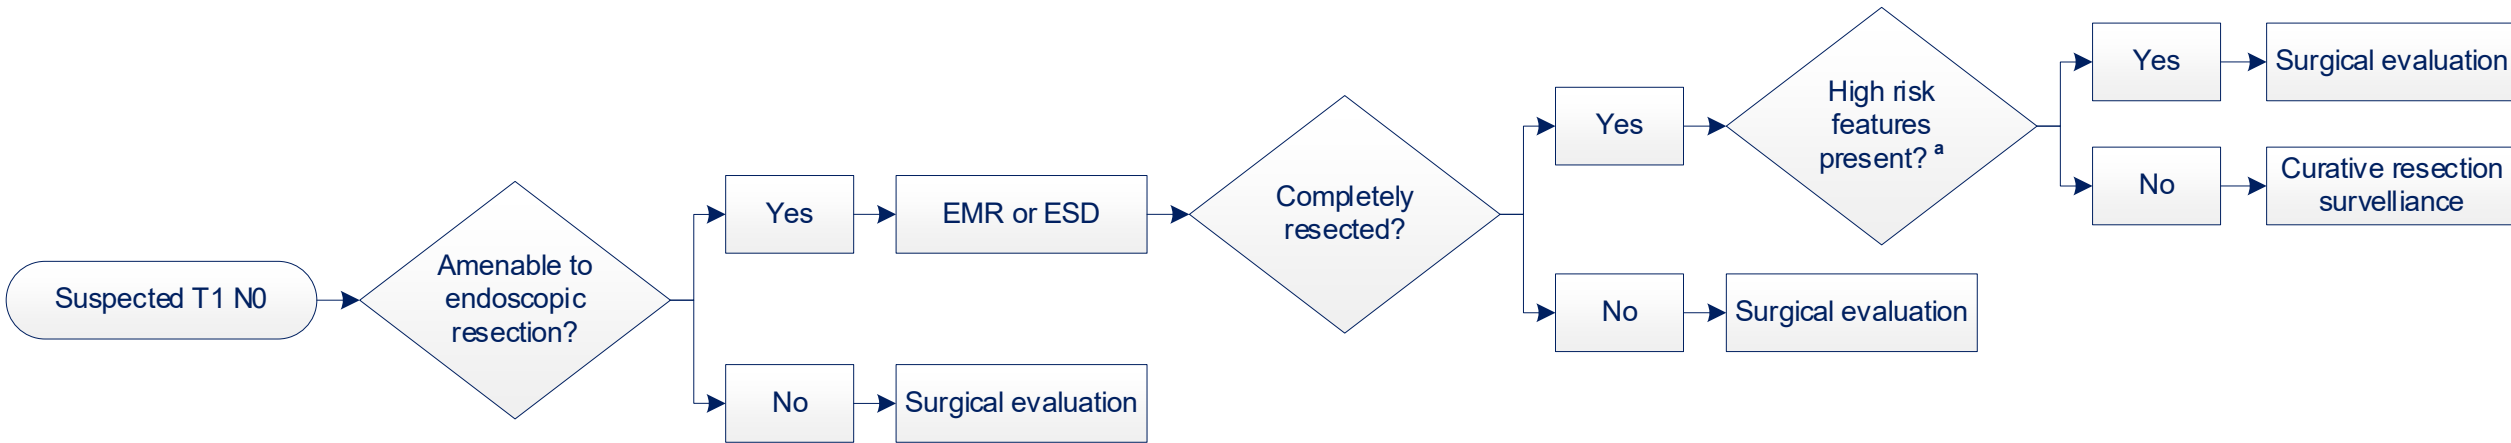 Suspected T1 N0
Amenable to
endoscopic
resection?
Yes
EMR or ESD
No
Surgical evaluation
Completely
resected?
Yes
No
Surgical evaluation
High risk
features
present? a
Yes
Surgical evaluation
No
Curative resection
survelliance